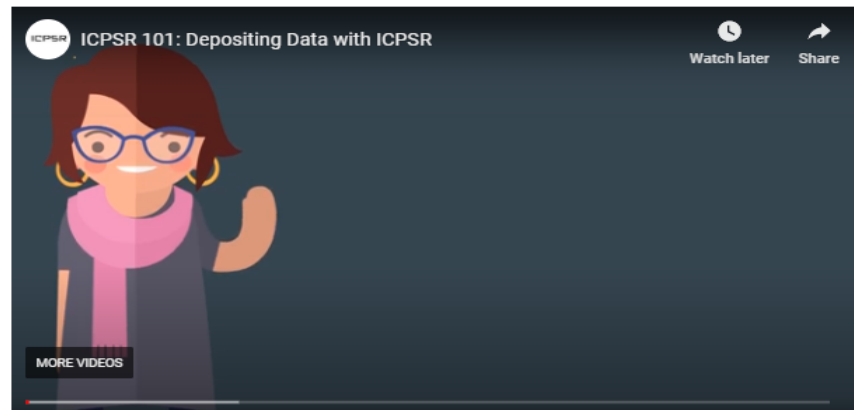 ICPSR
ICPSR 101: Depositing Data with ICPSR
Watch later
Share
MORE VIDEOS